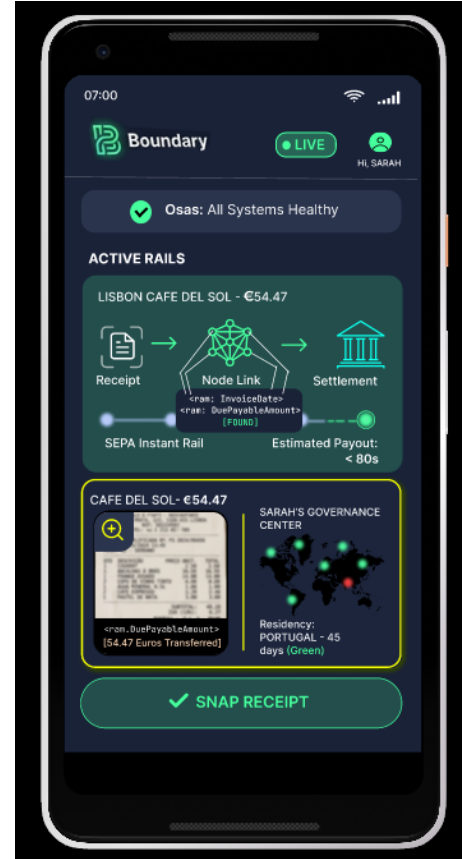 07:00
Boundary
LIVE
Hi, SARAH
Osas: All Systems Healthy
ACTIVE RAILS
LISBON CAFE DEL SOL - €54.47
Receipt
Node Link
Settlement
<ram: InvoiceDate>
<ram: DuePayableAmount>
[FOUND]
SEPA Instant Rail
Estimated Payout:
< 80s
CAFE DEL SOL- €54.47
TOTAL
SUBTOTAL:
<ram.DuePayableAmount>
[54.47 Euros Transferred]
SARAH'S GOVERNANCE
CENTER
Residency:
PORTUGAL - 45
days (Green)
SNAP RECEIPT